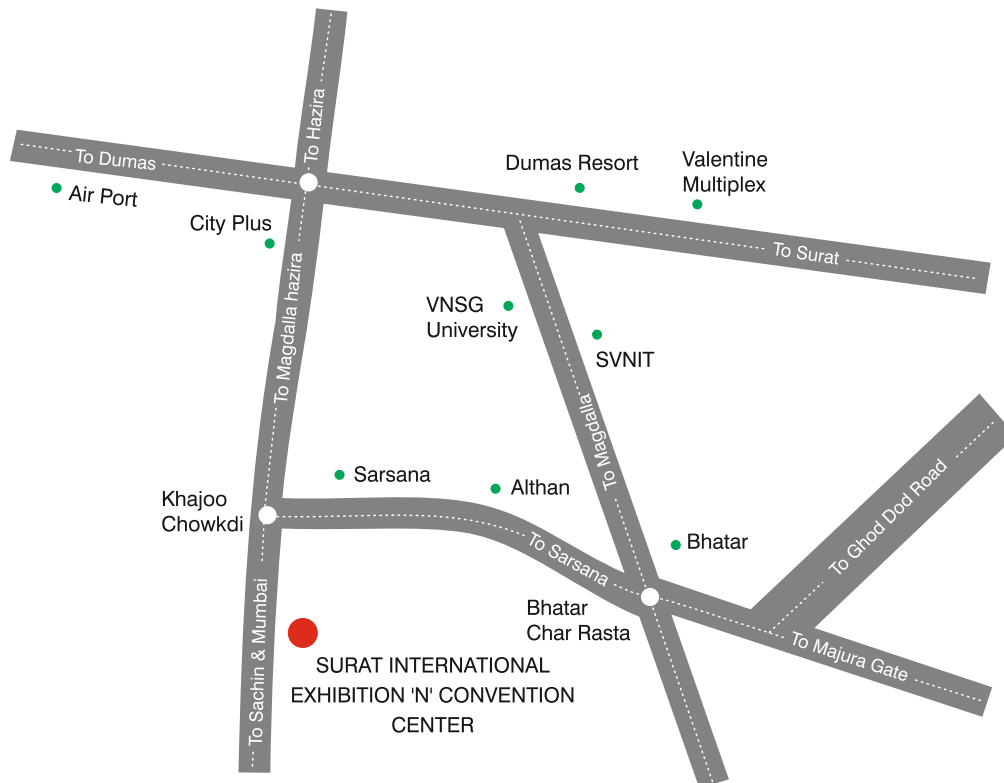 To Hazira
To Dumas
Air Port
City Plus
Dumas Resort
Valentine
Multiplex
To Surat
To Magdalla hazira
VNSG
University
SVNIT
To Magdalla
Sarsana
Althan
Khajoo
Chowkdi
To Sarsana
Bhatar
To Ghod Dod Road
Bhatar
Char Rasta
To Majura Gate
To Sachin & Mumbai
SURAT INTERNATIONAL
EXHIBITION 'N' CONVENTION
CENTER